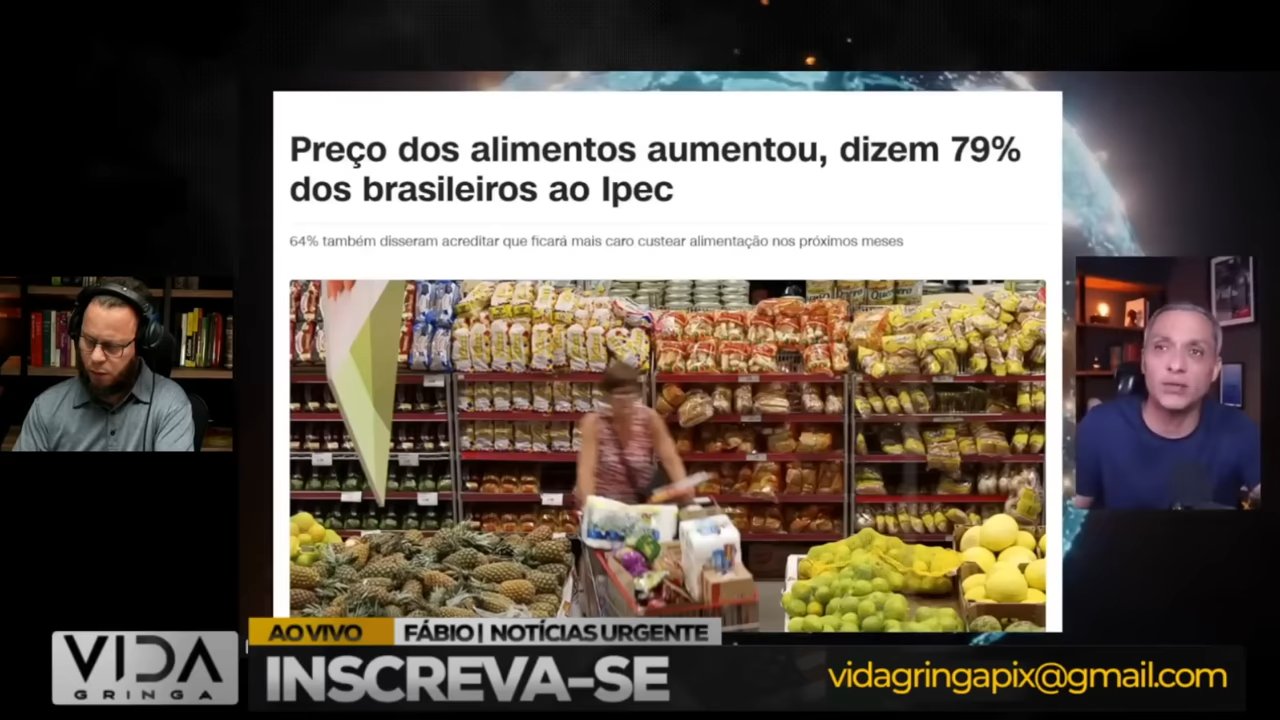 Preço dos alimentos aumentou, dizem 79%
dos brasileiros ao Ipec
64% também disseram acreditar que ficará mais caro custear alimentação nos próximos meses
AO VIVO
FÁBIO | NOTÍCIAS URGENTE
VIDA
GRINGA
INSCREVA-SE
vidagringapix@gmail.com